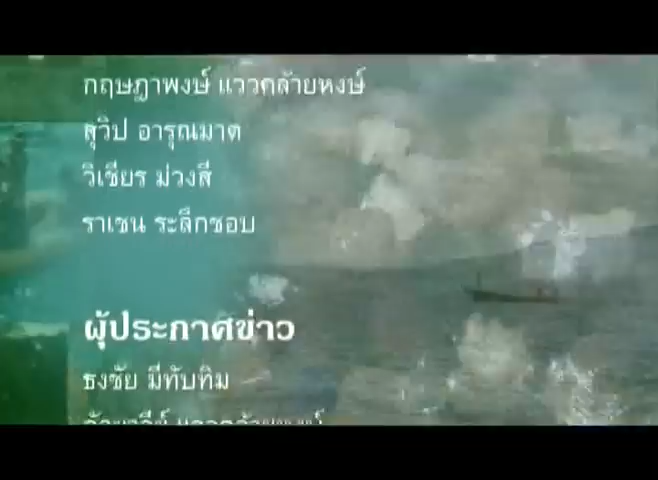 กฤษฎาพงษ์ แววคล้ายหงษ์
สุวิป อารุณมาต
วิเชียร ม่วงสี
ราเชน ระลึกชอบ
ผู้ประกาศข่าว
ธงชัย มีทับทิม